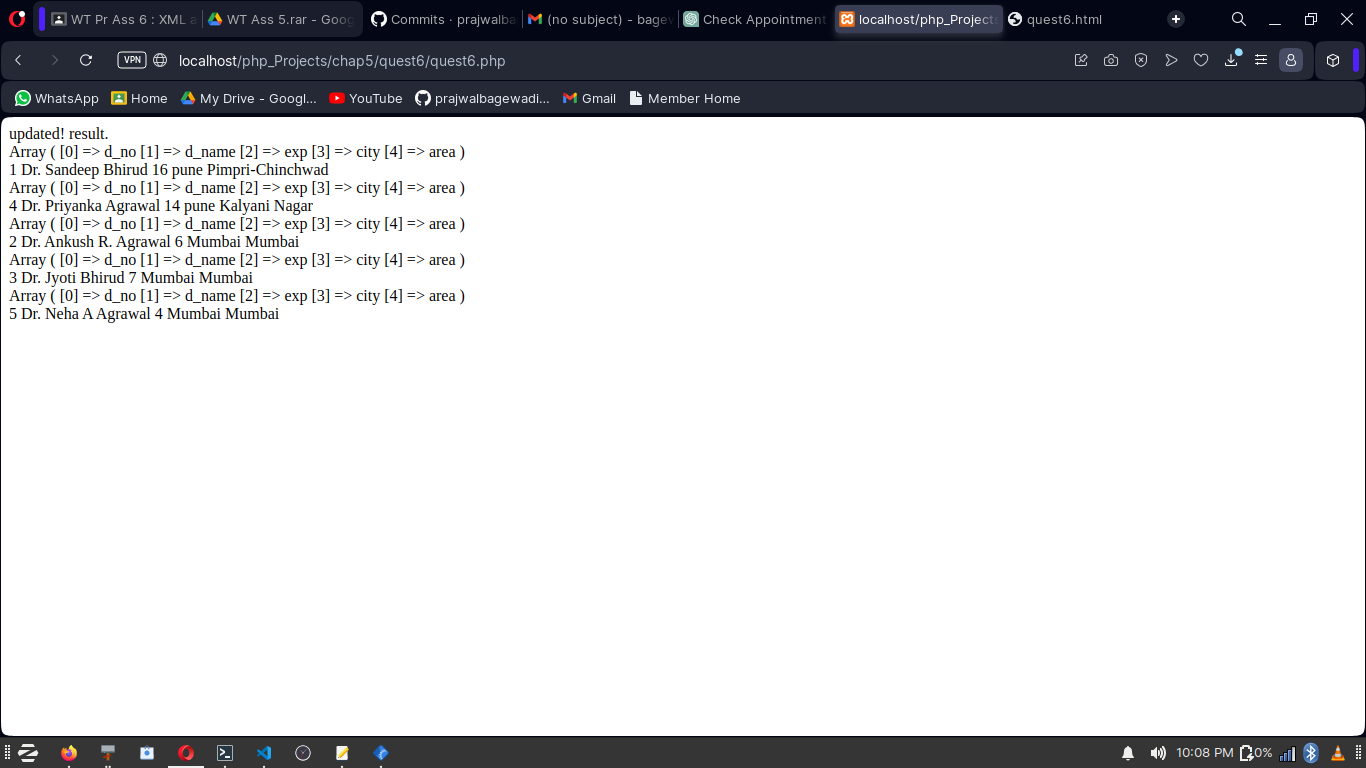 WT Pr Ass 6 : XML a
WT Ass 5.rar - Goog
Commits · prajwalba
(no subject) - bagew
Check Appointment
localhost/php_Projects
quest6.html
VPN
localhost/php_Projects/chap5/quest6/quest6.php
WhatsApp
Home
My Drive - Googl...
YouTube
prajwalbagewadi...
Gmail
Member Home
updated! result.
Array ( [0] => d_no [1] => d_name [2] => exp [3] => city [4] => area )
1 Dr. Sandeep Bhirud 16 pune Pimpri-Chinchwad
Array ( [0] => d_no [1] => d_name [2] => exp [3] => city [4] => area )
4 Dr. Priyanka Agrawal 14 pune Kalyani Nagar
Array ( [0] => d_no [1] => d_name [2] => exp [3] => city [4] => area )
2 Dr. Ankush R. Agrawal 6 Mumbai Mumbai
Array ( [0] => d_no [1] => d_name [2] => exp [3] => city [4] => area )
3 Dr. Jyoti Bhirud 7 Mumbai Mumbai
Array ( [0] => d_no [1] => d_name [2] => exp [3] => city [4] => area )
5 Dr. Neha A Agrawal 4 Mumbai Mumbai
10:08 PM